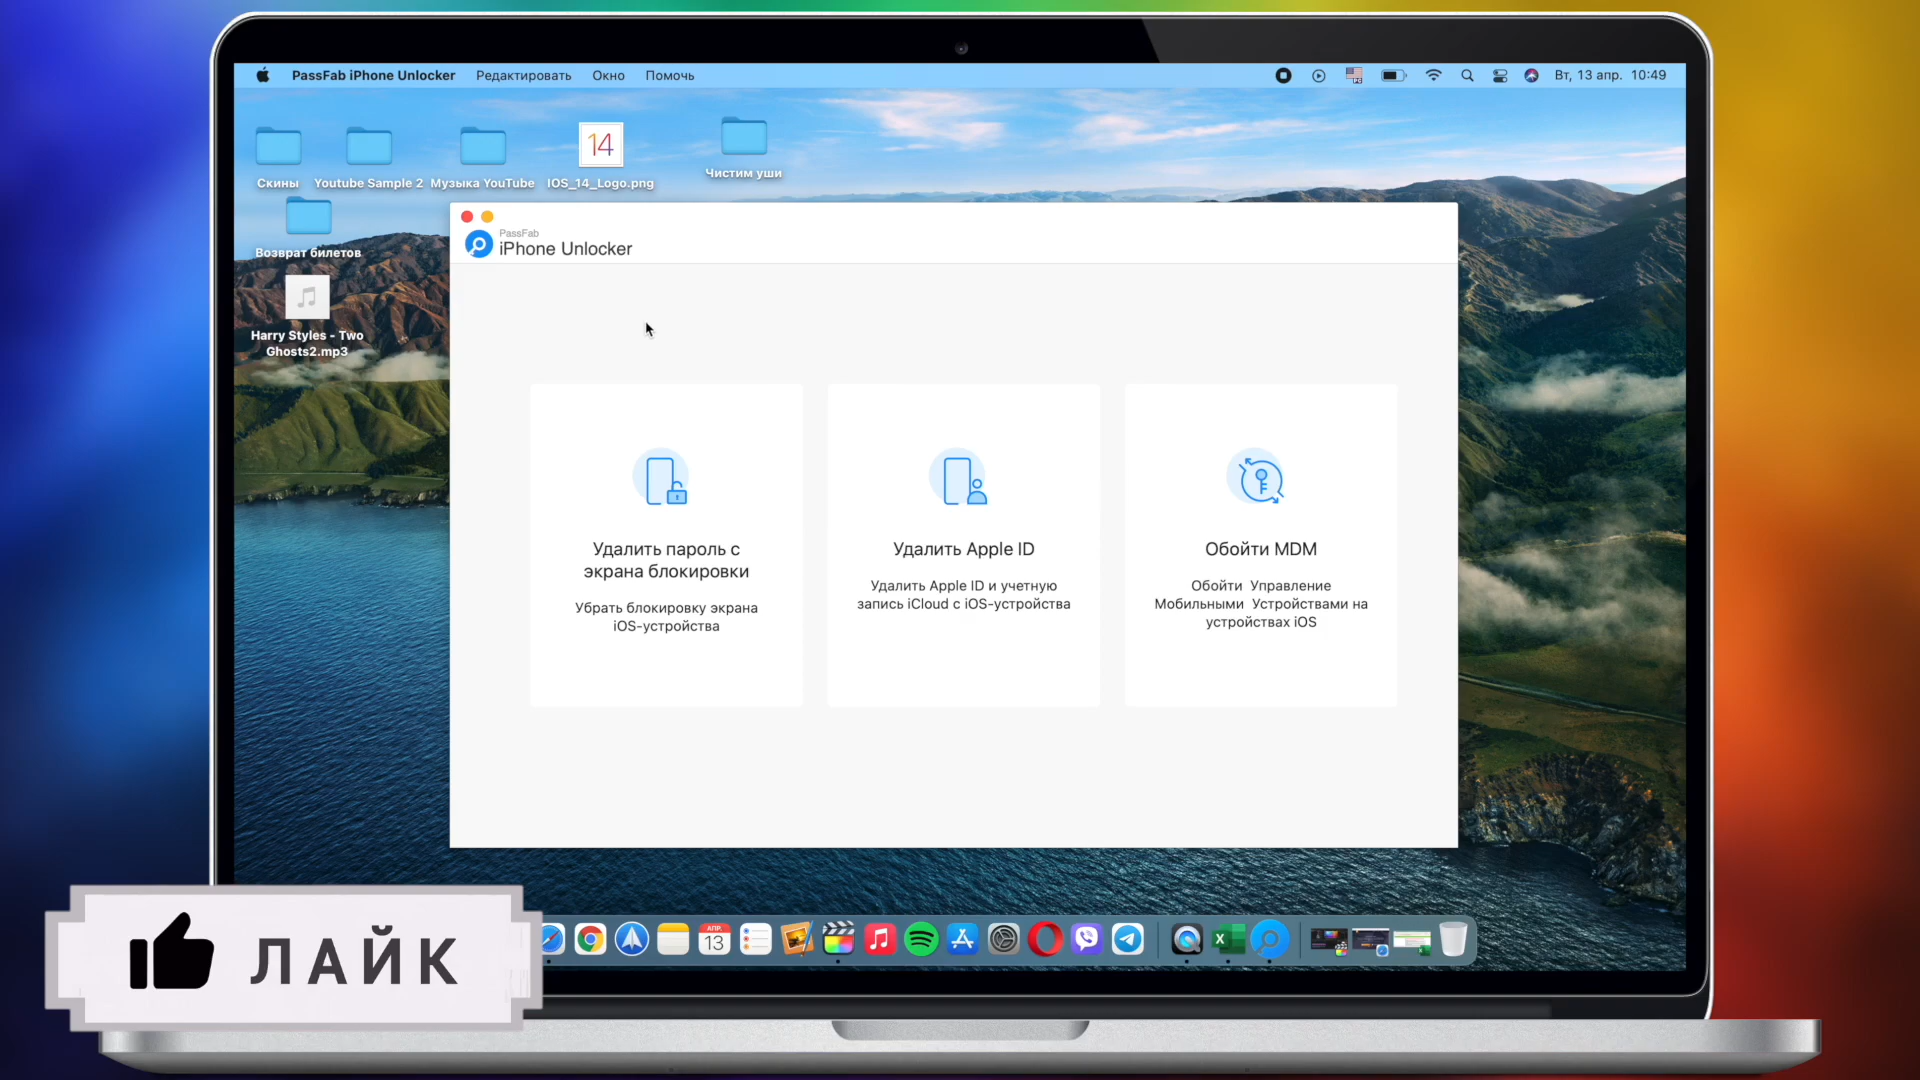 PassFab iPhone Unlocker Редактировать Окно Помочь
Вт, 13 апр. 10:49
Скины
Youtube Sample 2
Музыка YouTube
14
IOS_14_Logo.png
Чистим уши
Возврат билетов
Harry Styles - Two
Ghosts2.mp3
PassFab
iPhone Unlocker
Удалить пароль с
экрана блокировки
Убрать блокировку экрана
iOS-устройства
Удалить Apple ID
Удалить Apple ID и учетную
запись iCloud с iOS-устройства
Обойти MDM
Обойти Управление
Мобильными Устройствами на
устройствах iOS
АПР.
13
X
ЛАЙК